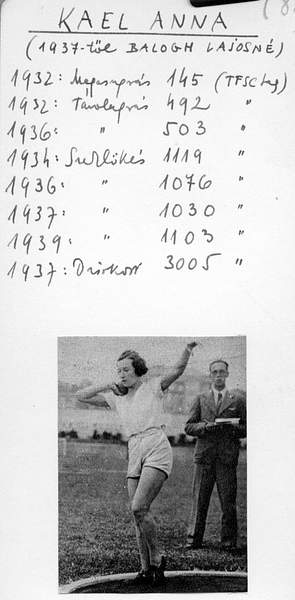 KAEL ANNA
(1937-től BALOGH LAJOSNÉ)
1932: Magasugrás 145 (TFSC tag)
1932: Távolugrás 492 "
1936: " 503 "
1934: Súlylökés 1119 "
1936: " 1076 "
1937: " 1030 "
1939: " 1103 "
1937: Diszkosz 3005 "